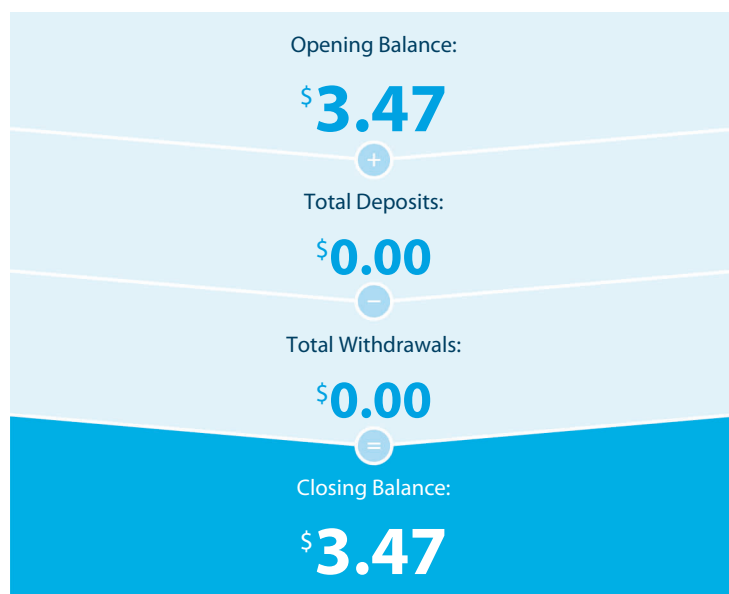 Opening Balance:
$3.47
+
Total Deposits:
$0.00
−
Total Withdrawals:
$0.00
=
Closing Balance:
$3.47